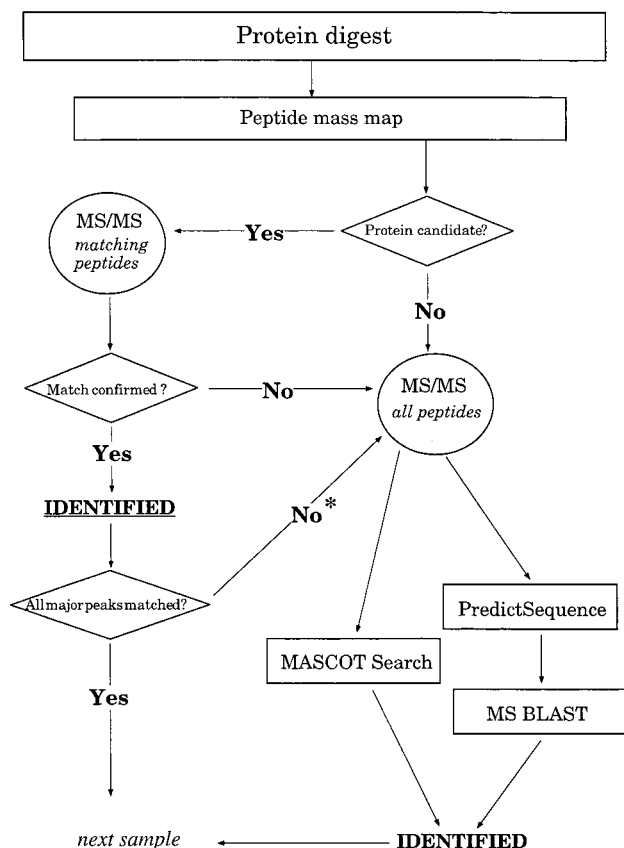 Protein digest
Peptide mass map
MS/MS
matching
peptides
Yes
Protein candidate?
No
Match confirmed ?
No
MS/MS
all peptides
Yes
IDENTIFIED
No*
All major peaks matched?
PredictSequence
MASCOT Search
Yes
MS BLAST
next sample
IDENTIFIED